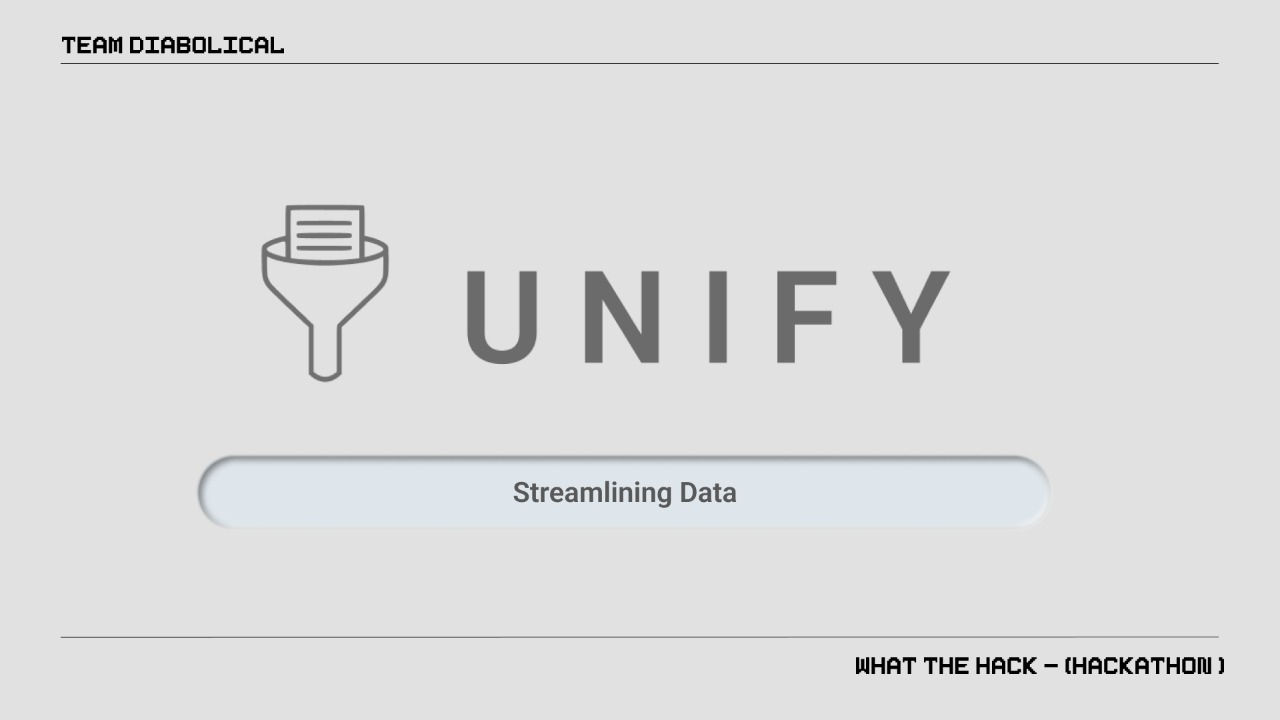 TEAM DIABOLICAL
UNIFY
Streamlining Data
WHAT THE HACK - (HACKATHON )